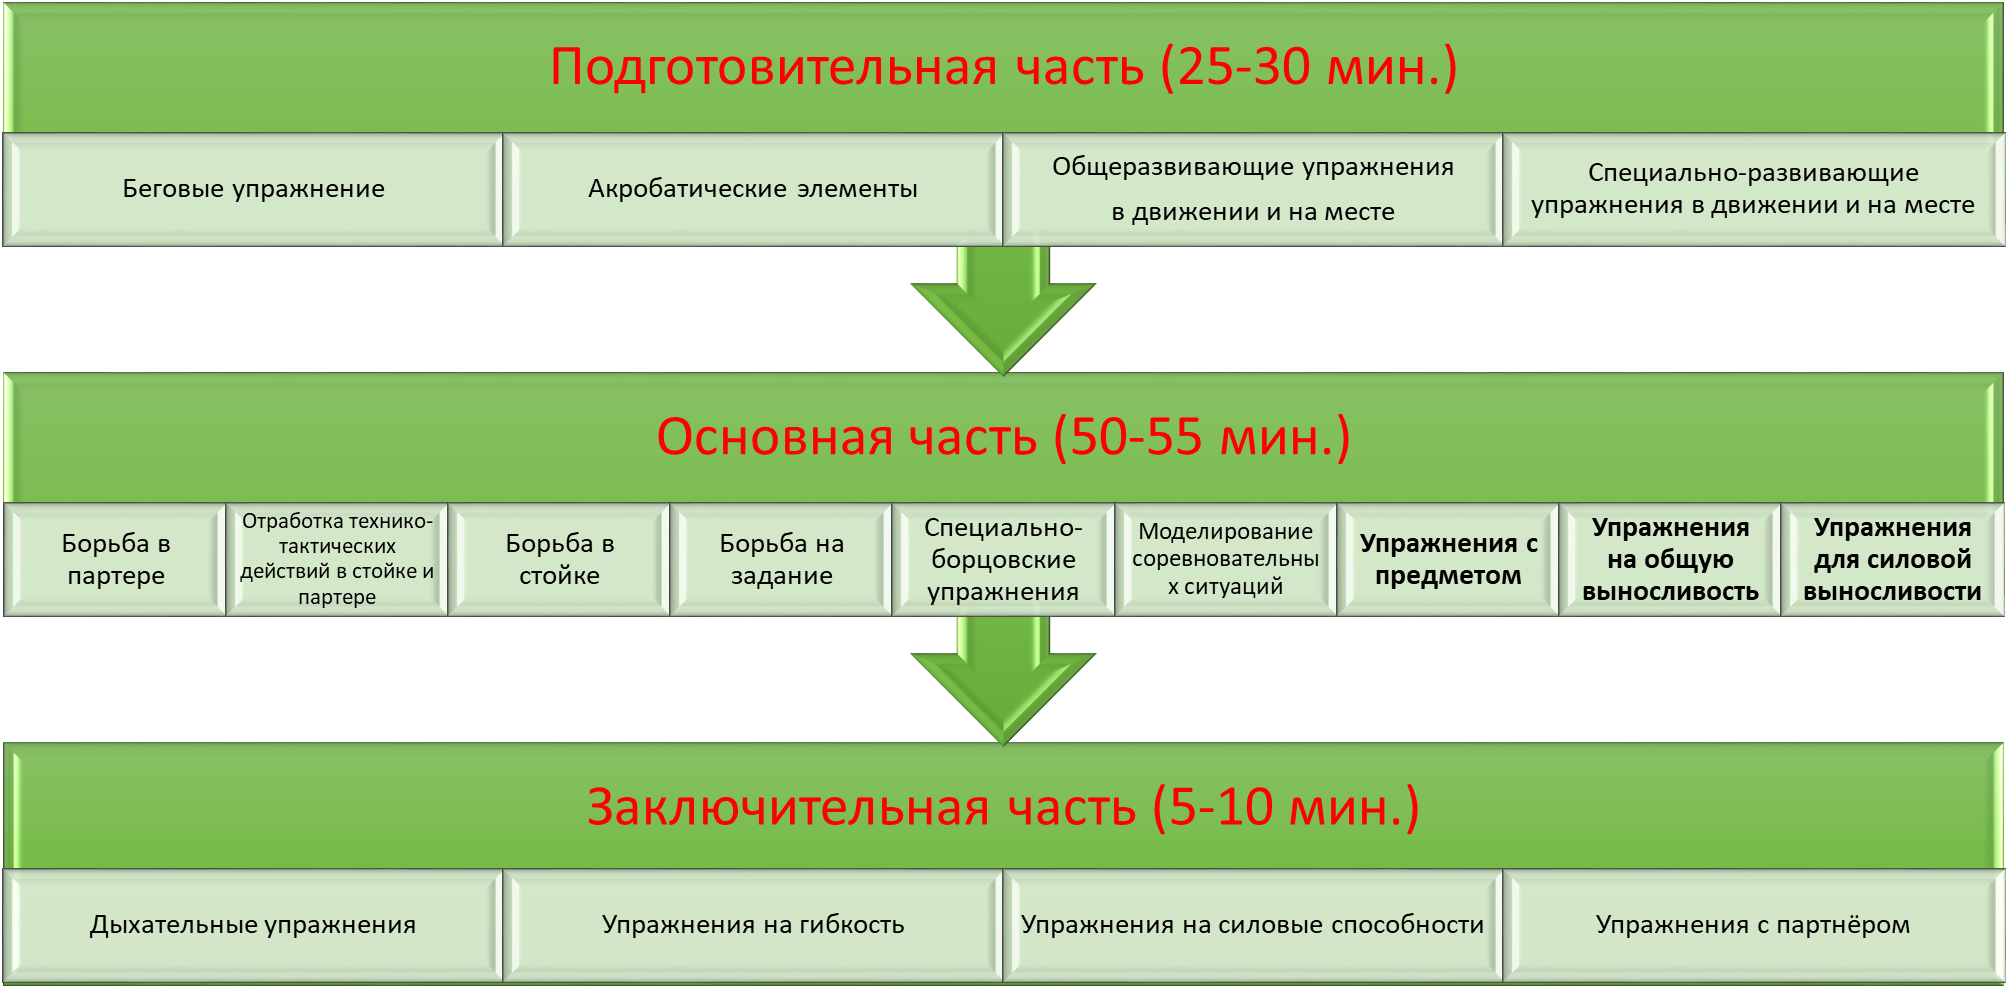 Подготовительная часть (25-30 мин.)
Беговые упражнение
Акробатические элементы
Общеразвивающие упражнения
в движении и на месте
Специально-развивающие
упражнения в движении и на месте
Основная часть (50-55 мин.)
Борьба в
партере
Отработка технико-
тактических
действий в стойке и
партере
Борьба в
стойке
Борьба на
задание
Специально-
борцовские
упражнения
Моделирование
соревновательны
х ситуаций
Упражнения с
предметом
Упражнения
на общую
выносливость
Упражнения
для силовой
выносливости
Заключительная часть (5-10 мин.)
Дыхательные упражнения
Упражнения на гибкость
Упражнения на силовые способности
Упражнения с партнёром